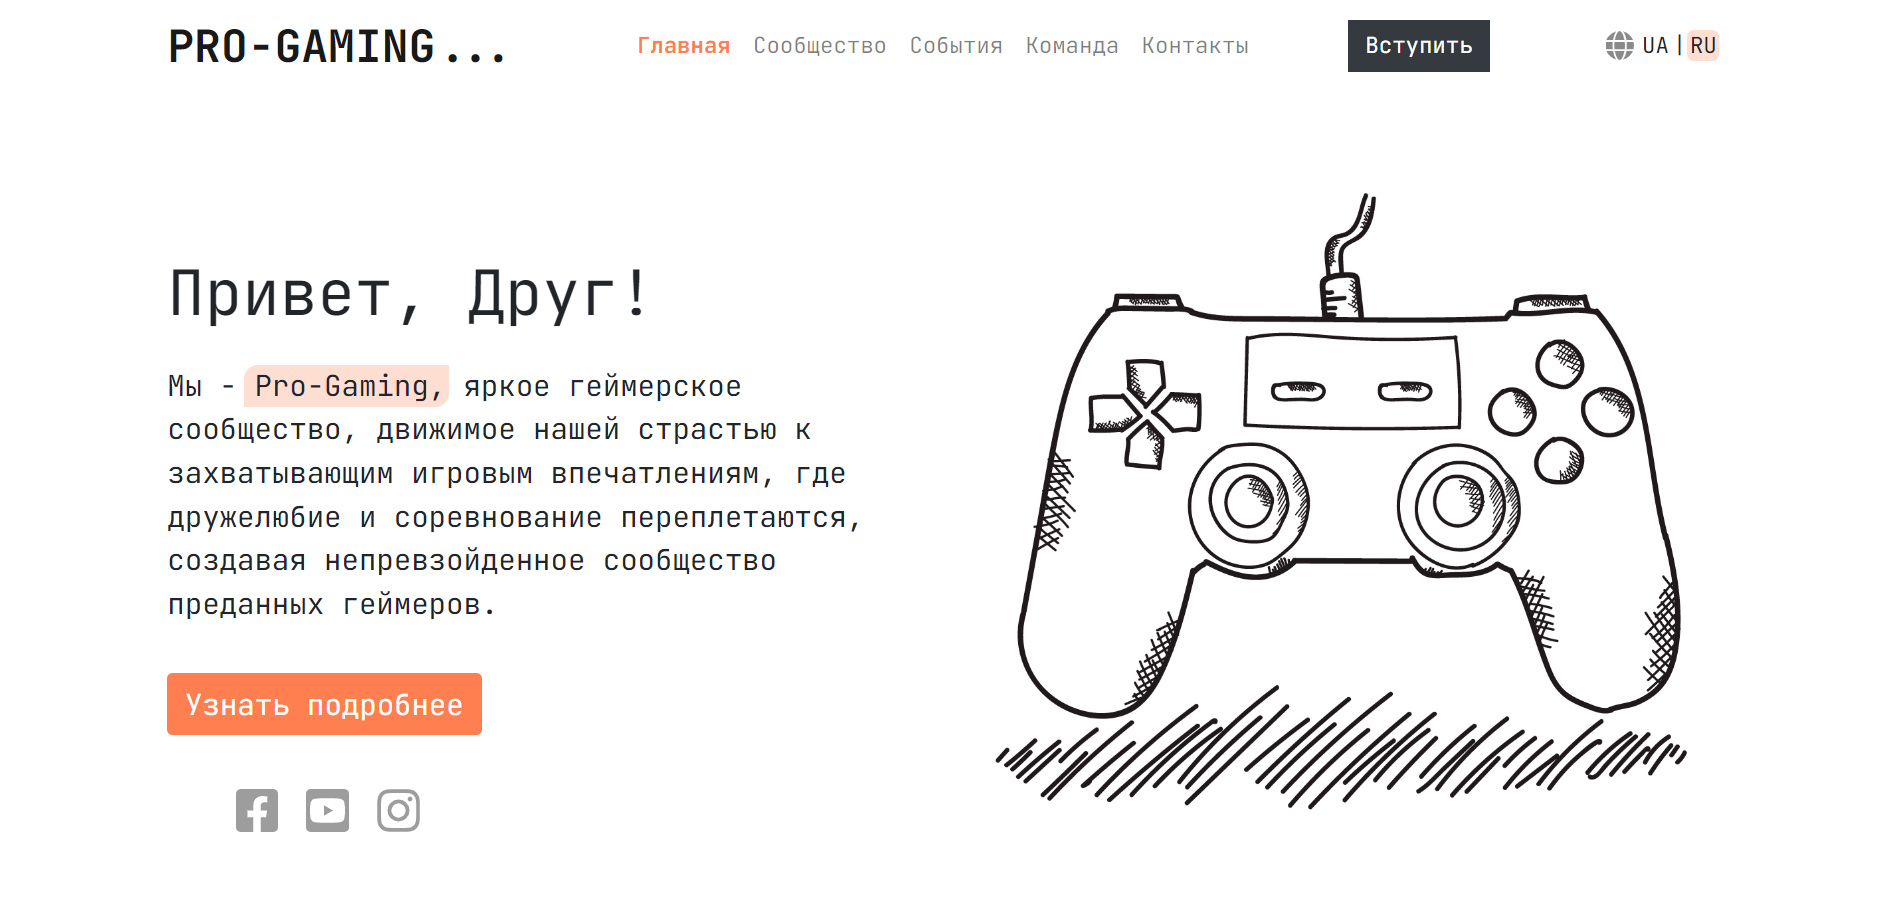 PRO-GAMING...
Главная Сообщество События Команда Контакты
Вступить
UA | RU
Привет, Друг!
Мы - Pro-Gaming, яркое геймерское
сообщество, движимое нашей страстью к
захватывающим игровым впечатлениям, где
дружелюбие и соревнование переплетаются,
создавая непревзойденное сообщество
преданных геймеров.
Узнать подробнее